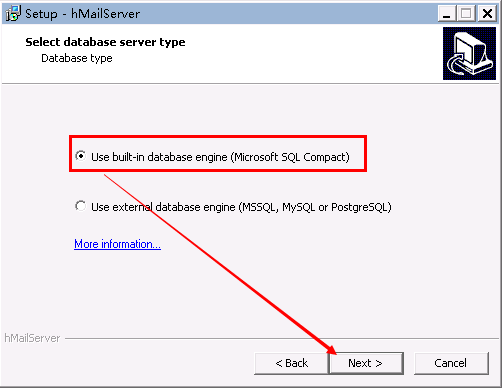 Setup - hMailServer
Select database server type
Database type
Use built-in database engine (Microsoft SQL Compact)
Use external database engine (MSSQL, MySQL or PostgreSQL)
More information...
hMailServer
< Back
Next >
Cancel